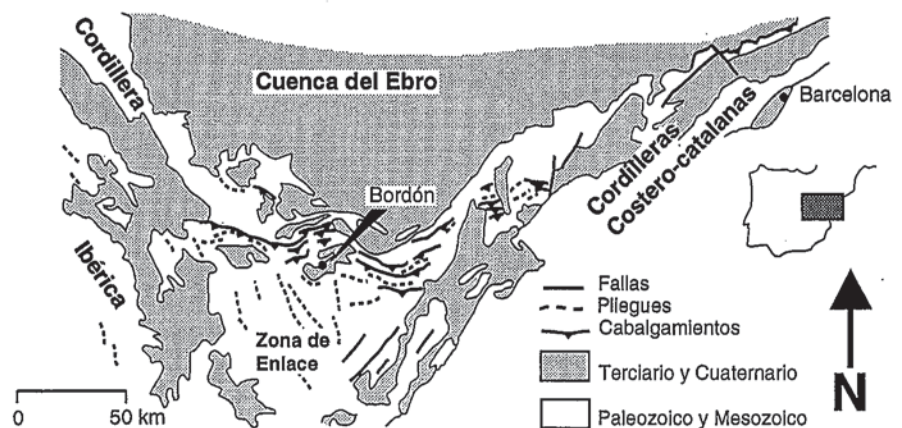 Cordillera
Ibérica
Cuenca del Ebro
Bordón
Zona de
Enlace
Cordilleras
Costero-catalanas
Barcelona
Fallas
Pliegues
Cabalgamientos
Terciario y Cuaternario
Paleozoico y Mesozoico
N
0 50 km